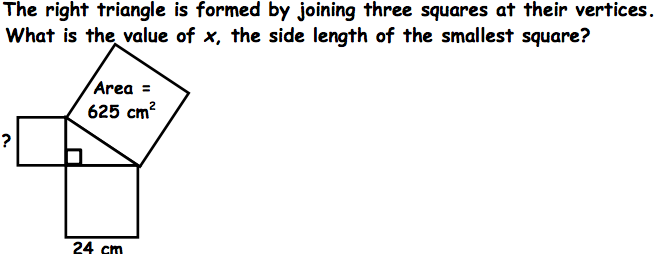 The right triangle is formed by joining three squares at their vertices.
What is the value of x, the side length of the smallest square?
Area =
625 cm²
?
24 cm